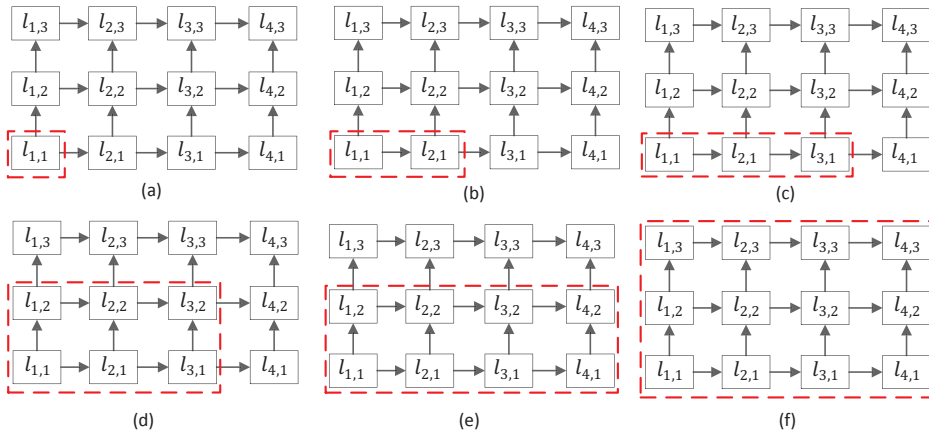 l1,3 l2,3 l3,3 l4,3
l1,2 l2,2 l3,2 l4,2
l1,1 l2,1 l3,1 l4,1
(a)
l1,3 l2,3 l3,3 l4,3
l1,2 l2,2 l3,2 l4,2
l1,1 l2,1 l3,1 l4,1
(b)
l1,3 l2,3 l3,3 l4,3
l1,2 l2,2 l3,2 l4,2
l1,1 l2,1 l3,1 l4,1
(c)
l1,3 l2,3 l3,3 l4,3
l1,2 l2,2 l3,2 l4,2
l1,1 l2,1 l3,1 l4,1
(d)
l1,3 l2,3 l3,3 l4,3
l1,2 l2,2 l3,2 l4,2
l1,1 l2,1 l3,1 l4,1
(e)
l1,3 l2,3 l3,3 l4,3
l1,2 l2,2 l3,2 l4,2
l1,1 l2,1 l3,1 l4,1
(f)